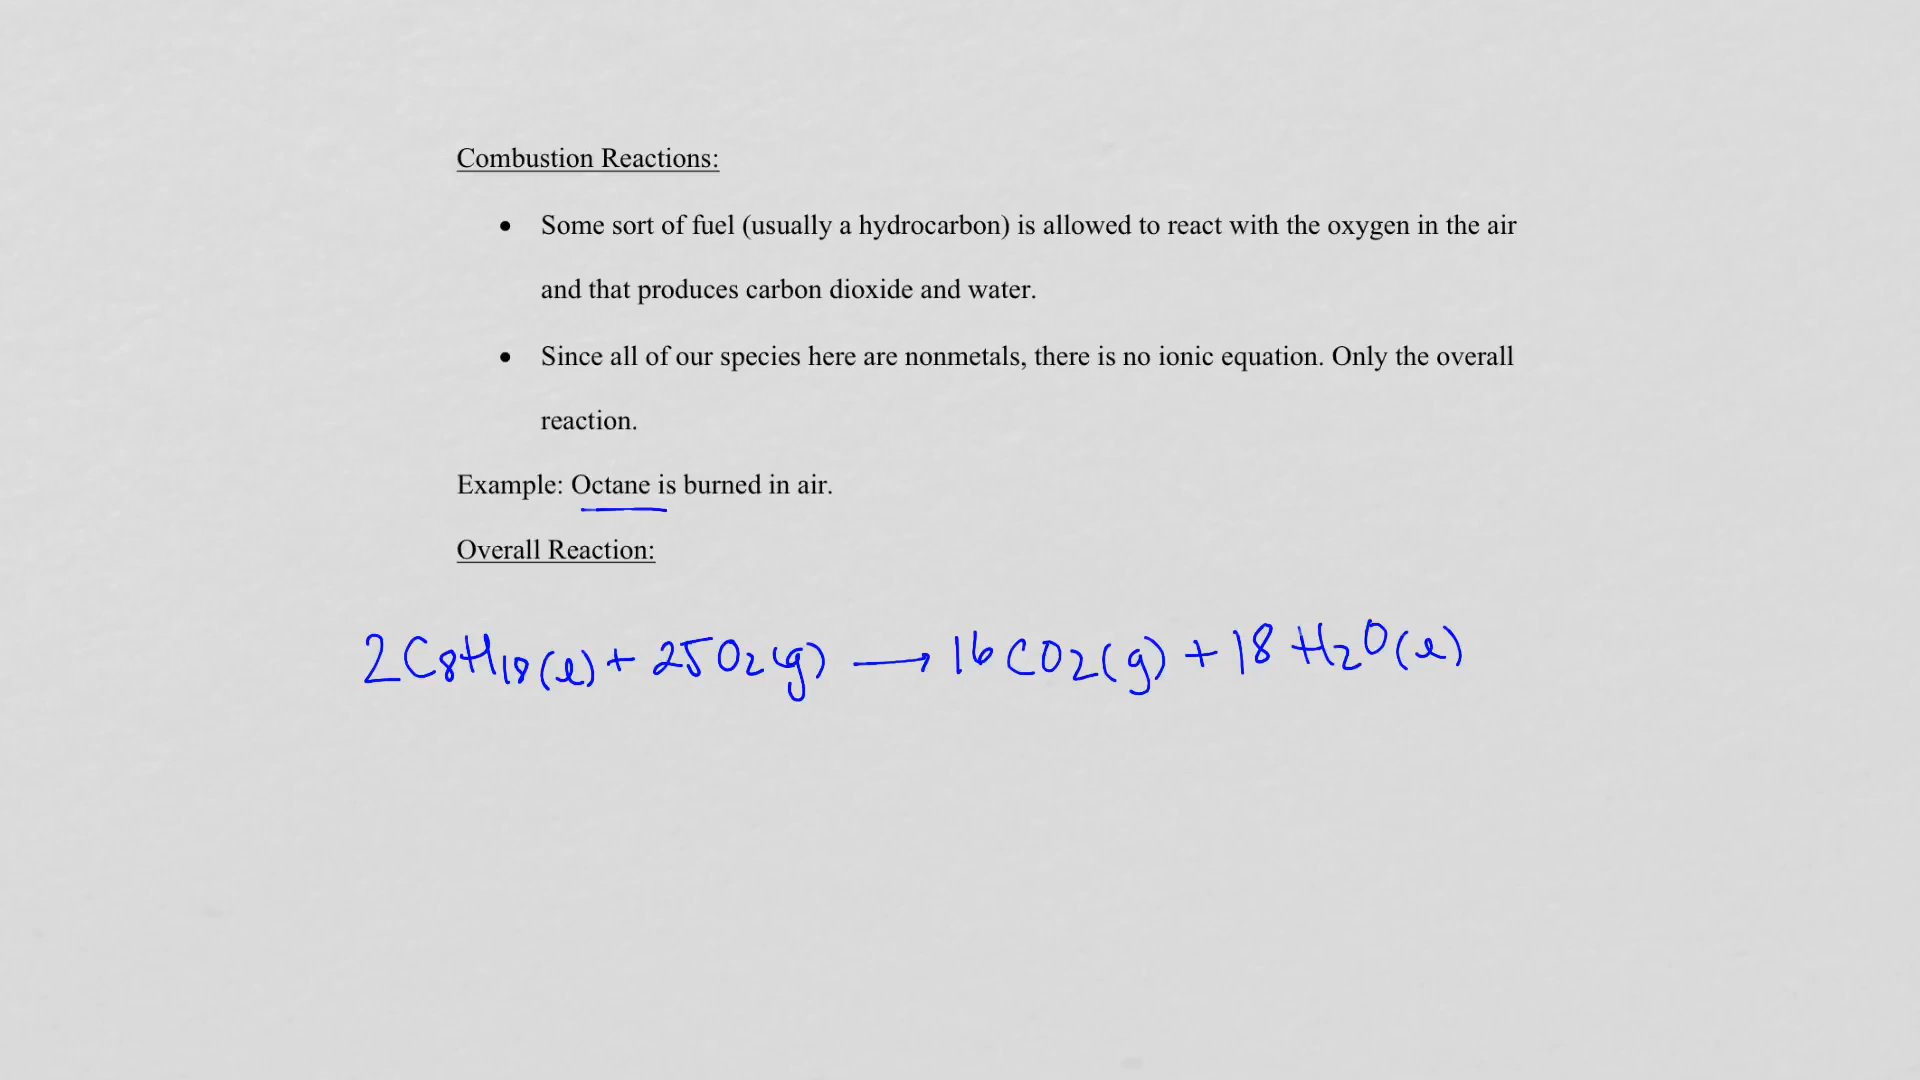 Combustion Reactions:
• Some sort of fuel (usually a hydrocarbon) is allowed to react with the oxygen in the air
and that produces carbon dioxide and water.
• Since all of our species here are nonmetals, there is no ionic equation. Only the overall
reaction.
Example: Octane is burned in air.
Overall Reaction:
2C8H18(l) + 25O2(g) → 16CO2(g) + 18H2O(l)